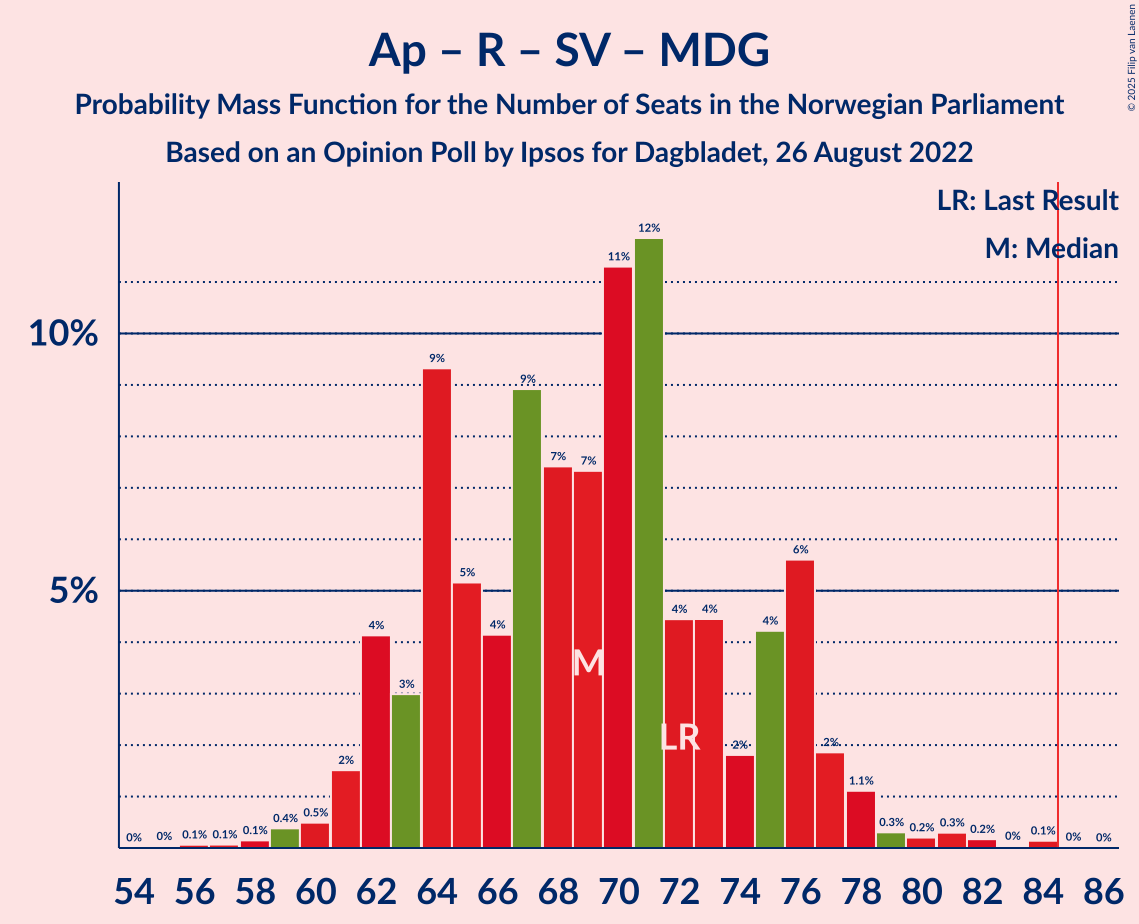 Ap – R – SV – MDG
Probability Mass Function for the Number of Seats in the Norwegian Parliament
Based on an Opinion Poll by Ipsos for Dagbladet, 26 August 2022
© 2025 Filip van Laenen
LR: Last Result
M: Median
10%
5%
0% 0% 0.1% 0.1% 0.1% 0.4% 0.5% 2% 4% 3% 9% 5% 4% 9% 7% 7% 11% 12% 4% 4% 2% 4% 6% 2% 1.1% 0.3% 0.2% 0.3% 0.2% 0% 0.1% 0% 0%
M
LR
54 56 58 60 62 64 66 68 70 72 74 76 78 80 82 84 86